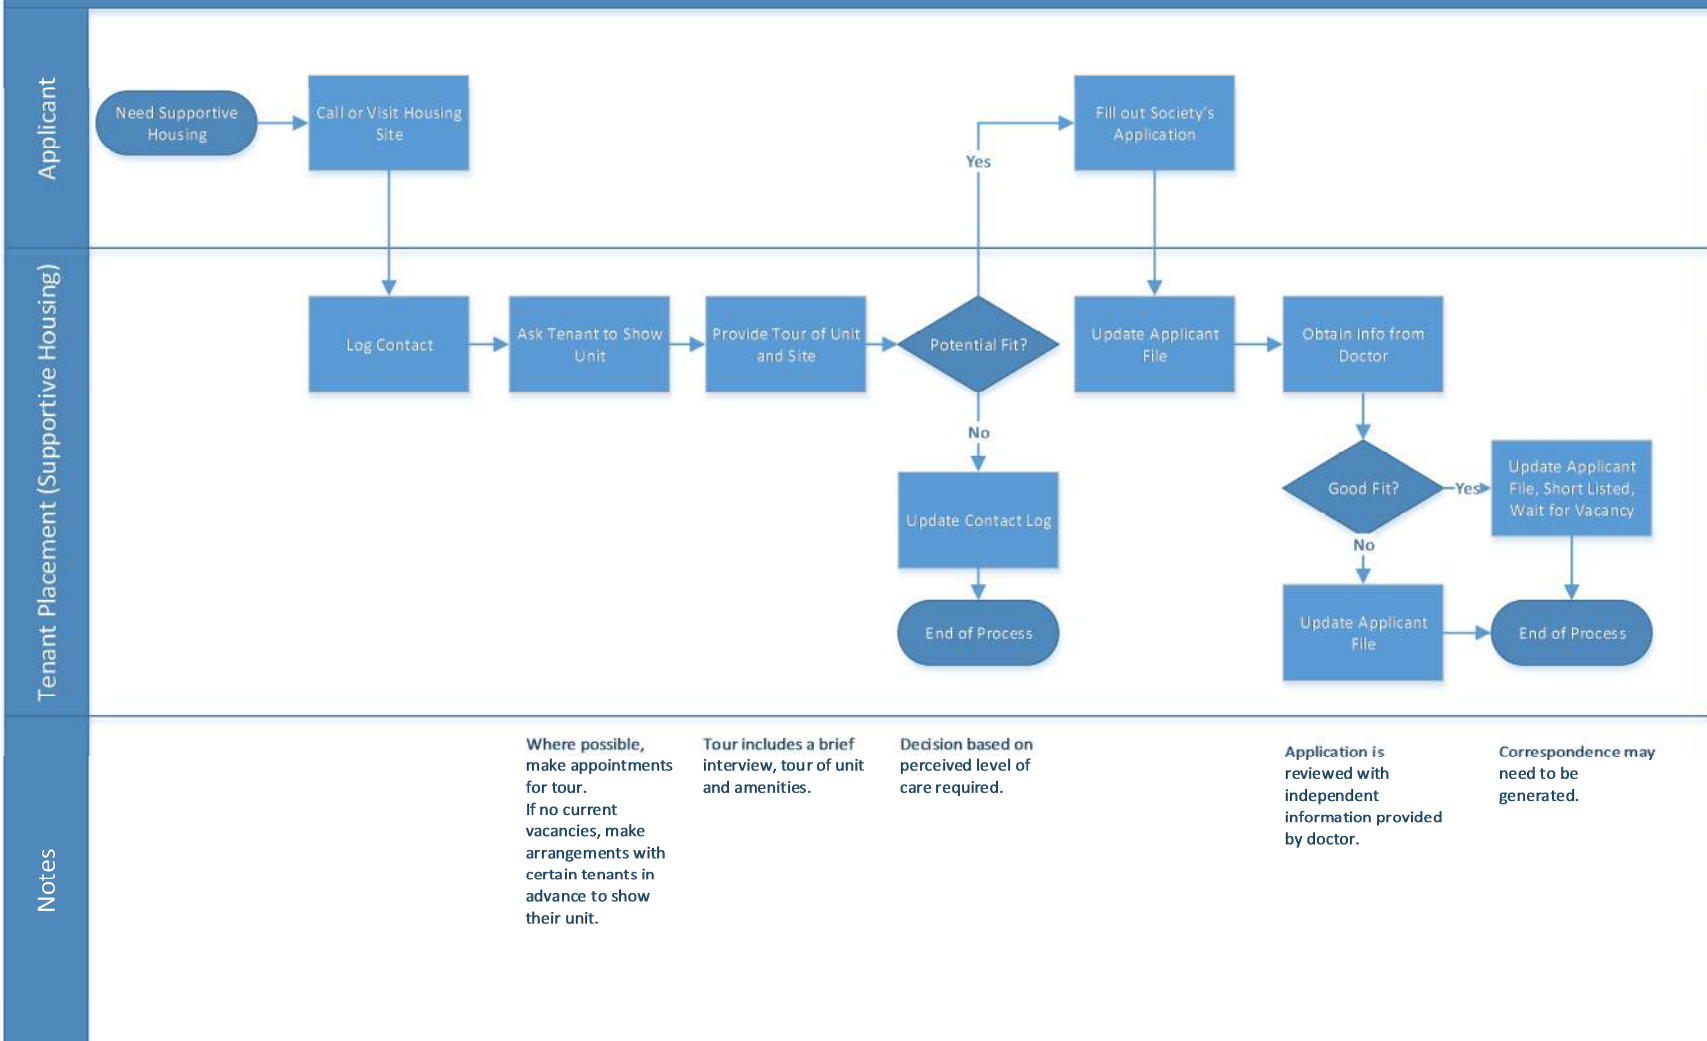 Applicant
Need Supportive
Housing
Call or Visit Housing
Site
Yes
Fill out Society's
Application
Tenant Placement (Supportive Housing)
Log Contact
Ask Tenant to Show
Unit
Provide Tour of Unit
and Site
Potential Fit?
No
Update Contact Log
End of Process
Update Applicant
File
Obtain Info from
Doctor
Good Fit?
Yes
Update Applicant
File, Short Listed,
Wait for Vacancy
No
Update Applicant
File
End of Process
Notes
Where possible,
make appointments
for tour.
If no current
vacancies, make
arrangements with
certain tenants in
advance to show
their unit.
Tour includes a brief
interview, tour of unit
and amenities.
Decision based on
perceived level of
care required.
Application is
reviewed with
independent
information provided
by doctor.
Correspondence may
need to be
generated.